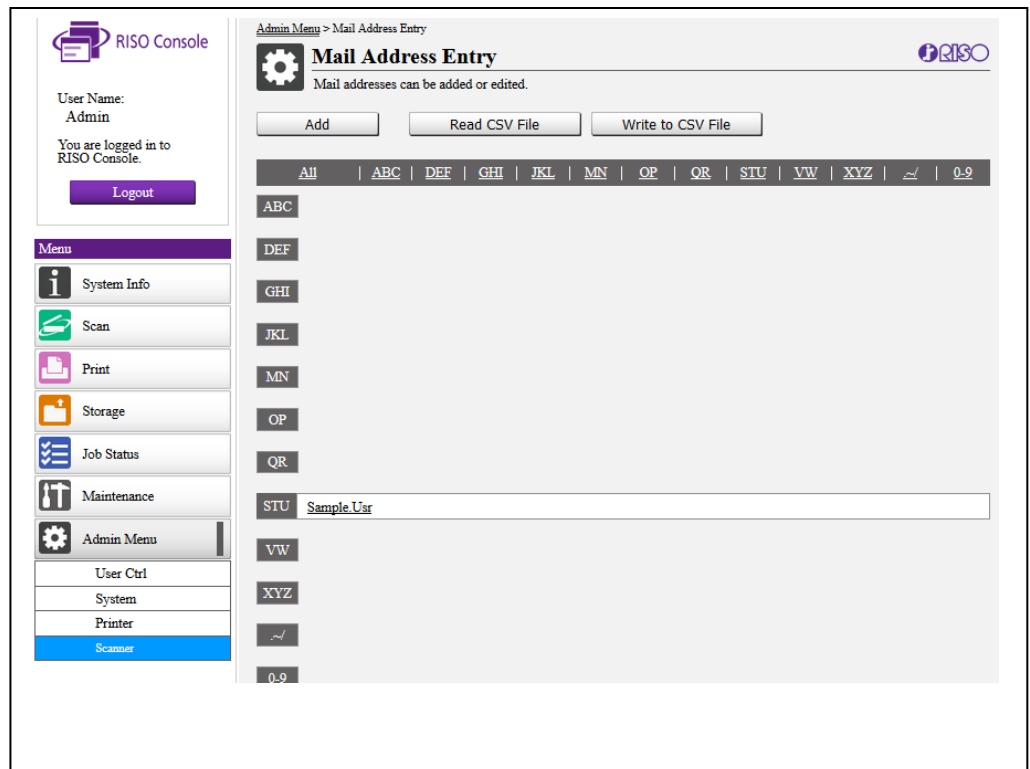 RISO Console
User Name:
Admin
You are logged in to
RISO Console.
Logout
Menu
System Info
Scan
Print
Storage
Job Status
Maintenance
Admin Menu
User Ctrl
System
Printer
Scanner
Admin Menu > Mail Address Entry
Mail Address Entry
RISO
Mail addresses can be added or edited.
Add Read CSV File Write to CSV File
All | ABC | DEF | GHI | JKL | MN | OP | QR | STU | VW | XYZ | .~/ | 0-9
ABC
DEF
GHI
JKL
MN
OP
QR
STU Sample.Usr
VW
XYZ
.~/
0-9